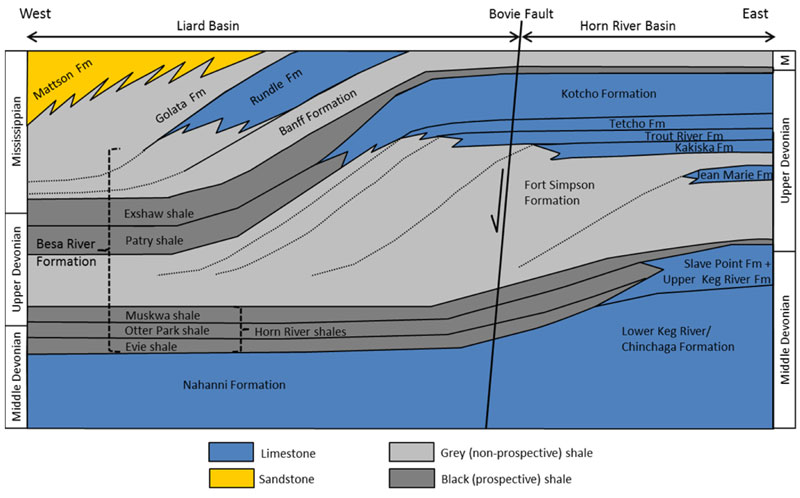 West
Liard Basin
Bovie Fault
Horn River Basin
East
Mississippian
Upper Devonian
Middle Devonian
Mattson Fm
Golata Fm
Rundle Fm
Banff Formation
Exshaw shale
Patry shale
Besa River
Formation
Muskwa shale
Otter Park shale
Evie shale
Horn River shales
Nahanni Formation
Kotcho Formation
Tetcho Fm
Trout River Fm
Kakiska Fm
Jean Marie Fm
Fort Simpson
Formation
Slave Point Fm +
Upper Keg River Fm
Lower Keg River/
Chinchaga Formation
M
Upper Devonian
Middle Devonian
Limestone
Sandstone
Grey (non-prospective) shale
Black (prospective) shale